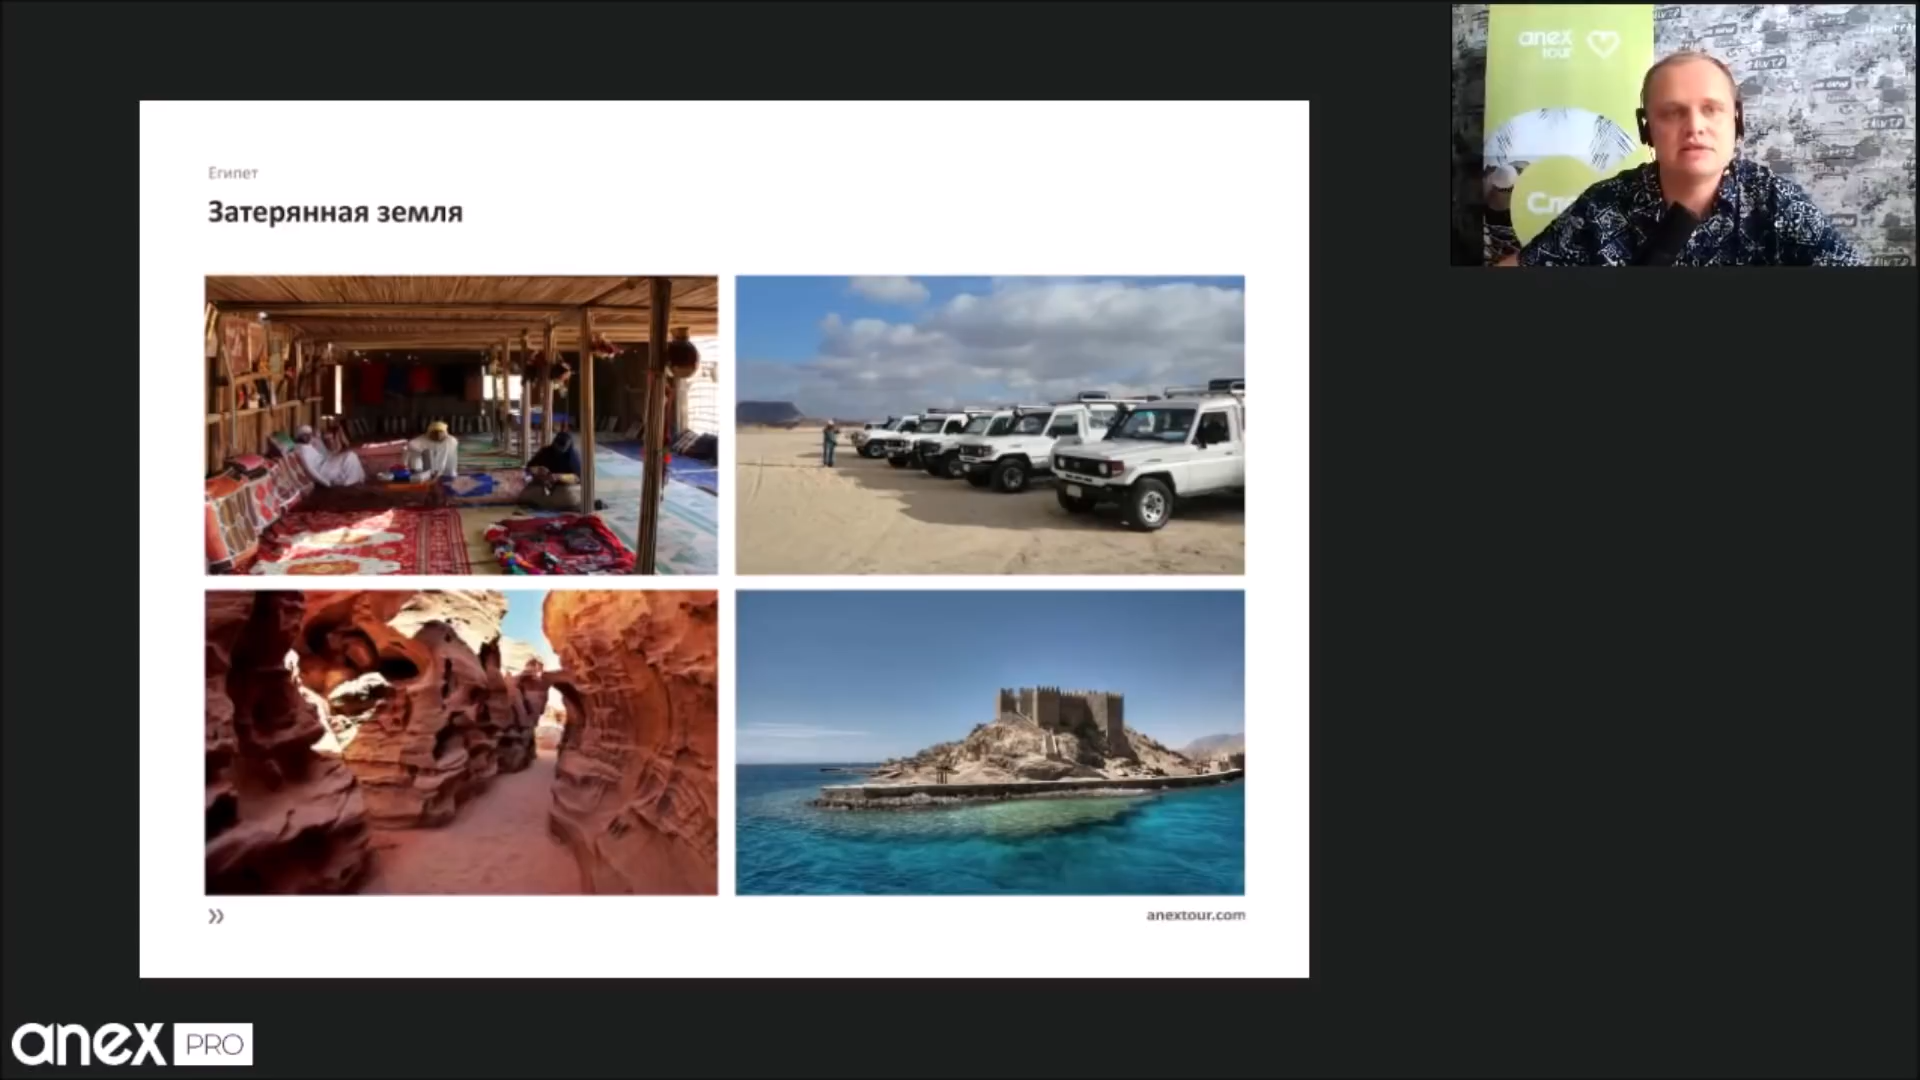 Египет
Затерянная земля
anextour.com
anex PRO
anex
tour